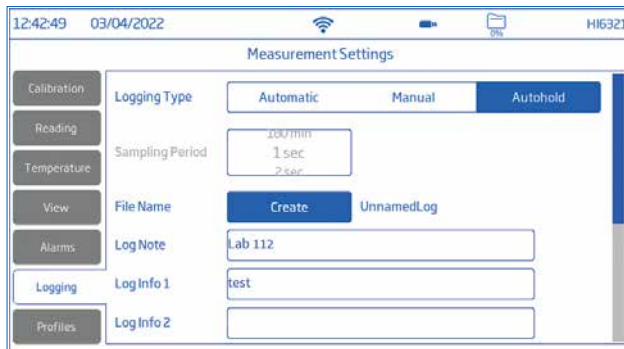 12:42:49 03/04/2022 0% HI6321
Measurement Settings
Calibration
Logging Type Automatic Manual Autohold
Reading
180/min
Sampling Period 1 sec
2 sec
Temperature
View
File Name Create UnnamedLog
Alarms
Log Note Lab 112
Logging
Log Info 1 test
Profiles
Log Info 2